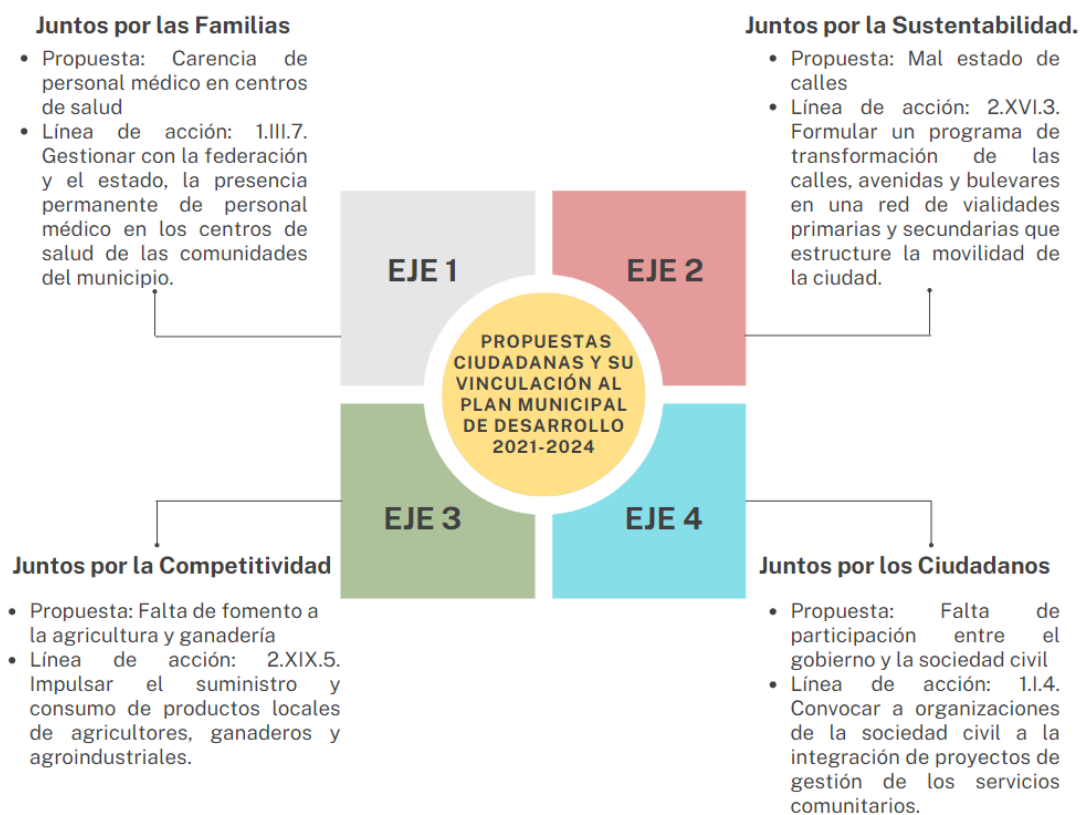 Juntos por las Familias
• Propuesta: Carencia de
personal médico en centros
de salud
• Línea de acción: 1.III.7.
Gestionar con la federación
y el estado, la presencia
permanente de personal
médico en los centros de
salud de las comunidades
del municipio.
Juntos por la Sustentabilidad.
• Propuesta: Mal estado de
calles
• Línea de acción: 2.XVI.3.
Formular un programa de
transformación de las
calles, avenidas y bulevares
en una red de vialidades
primarias y secundarias que
estructure la movilidad de
la ciudad.
EJE 1
EJE 2
PROPUESTAS
CIUDADANAS Y SU
VINCULACIÓN AL
PLAN MUNICIPAL
DE DESARROLLO
2021-2024
EJE 3
EJE 4
Juntos por la Competitividad
• Propuesta: Falta de fomento a
la agricultura y ganadería
• Línea de acción: 2.XIX.5.
Impulsar el suministro y
consumo de productos locales
de agricultores, ganaderos y
agroindustriales.
Juntos por los Ciudadanos
• Propuesta: Falta de
participación entre el
gobierno y la sociedad civil
• Línea de acción: 1.I.4.
Convocar a organizaciones
de la sociedad civil a la
integración de proyectos de
gestión de los servicios
comunitarios.